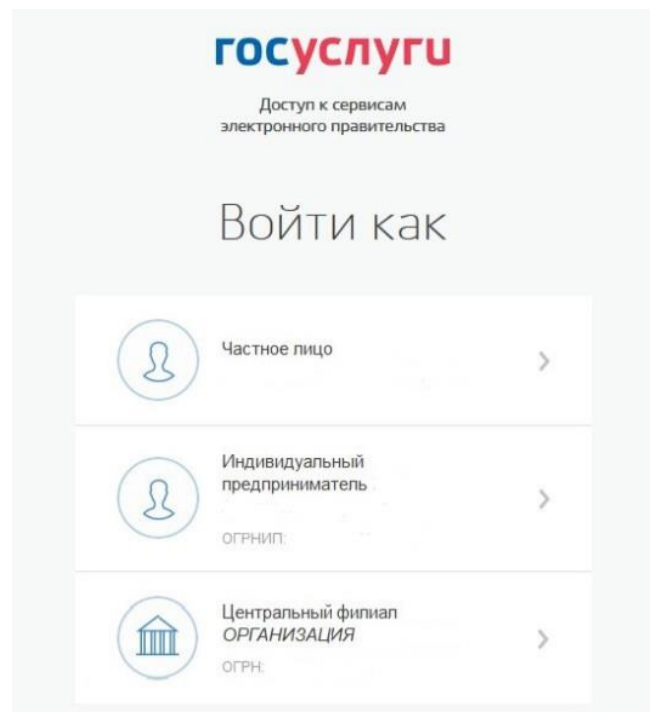 госуслуги
Доступ к сервисам
электронного правительства
Войти как
Частное лицо
Индивидуальный
предприниматель
ОГРНИП:
Центральный филиал
ОРГАНИЗАЦИЯ
ОГРН: